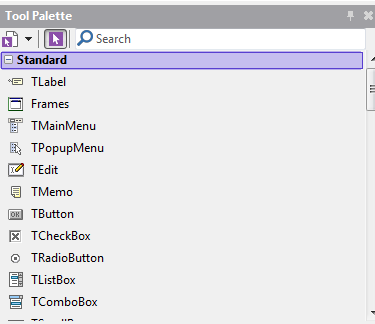 Tool Palette
Search
Standard
TLabel
Frames
TMainMenu
TPopupMenu
TEdit
TMemo
TButton
TCheckBox
TRadioButton
TListBox
TComboBox